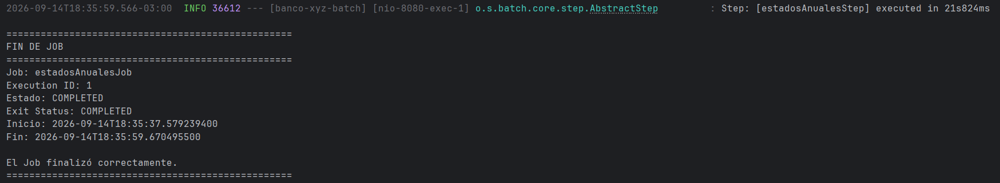 2026-09-14T18:35:59.566-03:00  INFO 36612 --- [banco-xyz-batch] [nio-8080-exec-1] o.s.batch.core.step.AbstractStep         : Step: [estadosAnualesStep] executed in 21s824ms
==================================================
FIN DE JOB
==================================================
Job: estadosAnualesJob
Execution ID: 1
Estado: COMPLETED
Exit Status: COMPLETED
Inicio: 2026-09-14T18:35:37.579239400
Fin: 2026-09-14T18:35:59.670495500
El Job finalizó correctamente.
==================================================